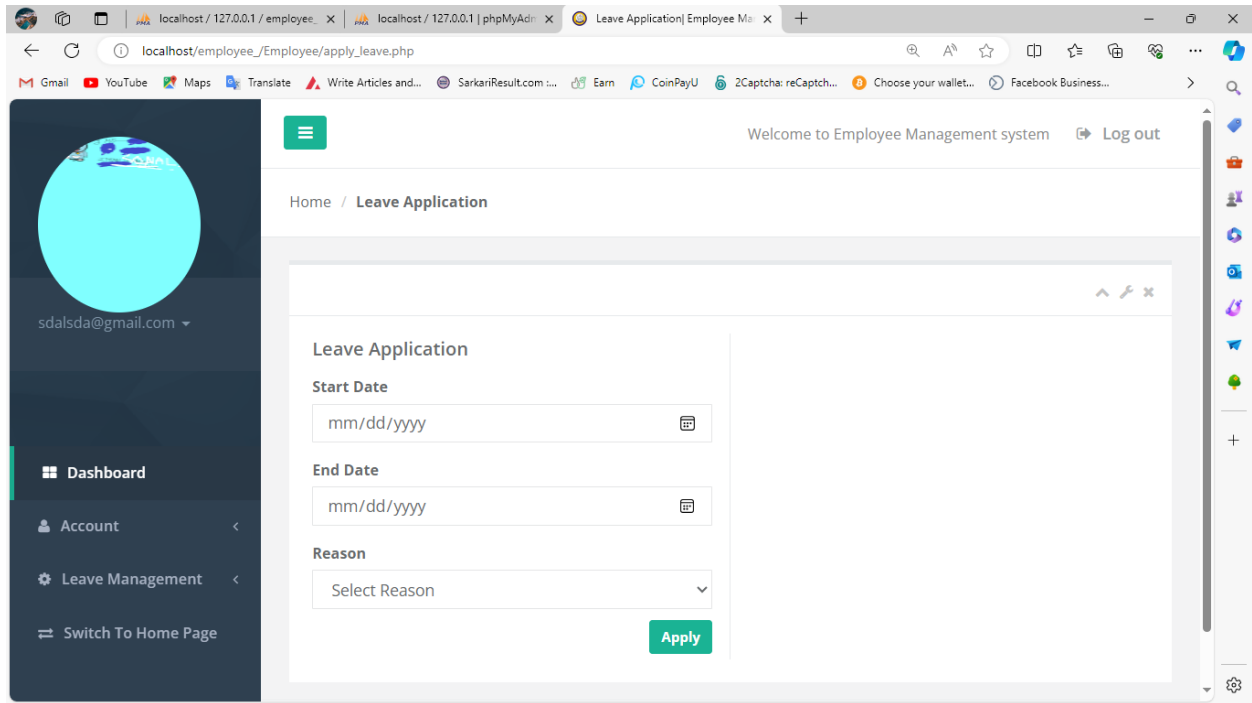 localhost / 127.0.0.1 / employee_
localhost / 127.0.0.1 | phpMyAdm
Leave Application| Employee Ma
localhost/employee_/Employee/apply_leave.php
Gmail YouTube Maps Translate Write Articles and... SarkariResult.com :... Earn CoinPayU 2Captcha: reCaptch... Choose your wallet... Facebook Business...
Welcome to Employee Management system Log out
Home / Leave Application
sdalsda@gmail.com
Dashboard
Account
Leave Management
Switch To Home Page
Leave Application
Start Date
mm/dd/yyyy
End Date
mm/dd/yyyy
Reason
Select Reason
Apply